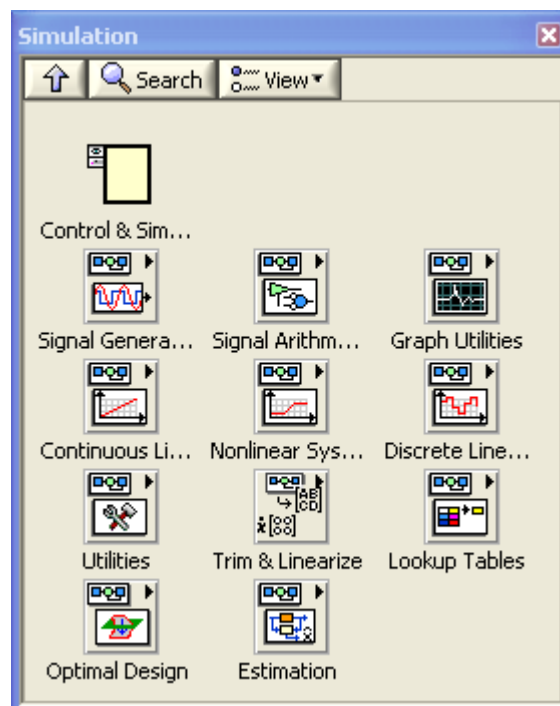 Simulation
Search View
Control & Sim...
Signal Genera... Signal Arithm... Graph Utilities
Continuous Li... Nonlinear Sys... Discrete Line...
Utilities Trim & Linearize Lookup Tables
Optimal Design Estimation